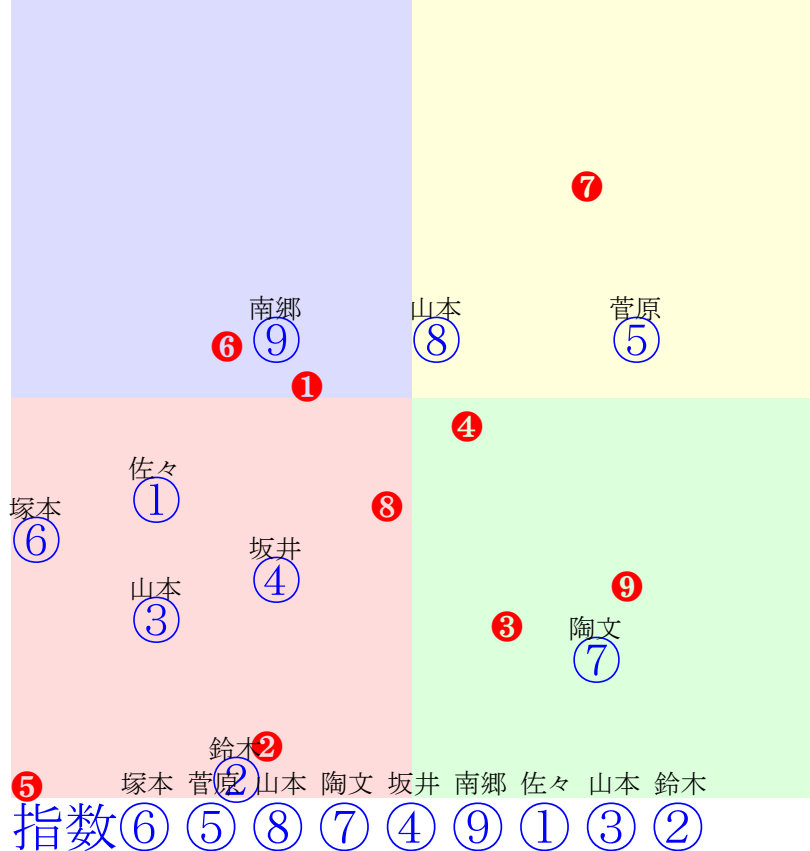 ❼
南郷 山本 菅原
❻ ⑨ ⑧ ⑤
❶
❹
佐々
① ❽
塚本
⑥
坂井
④ ❾
山本
③ ❸ 陶文
⑦
鈴木 ❷
②
❺ 塚本 菅原 山本 陶文 坂井 南郷 佐々 山本 鈴木
指数⑥⑤⑧⑦④⑨①③②